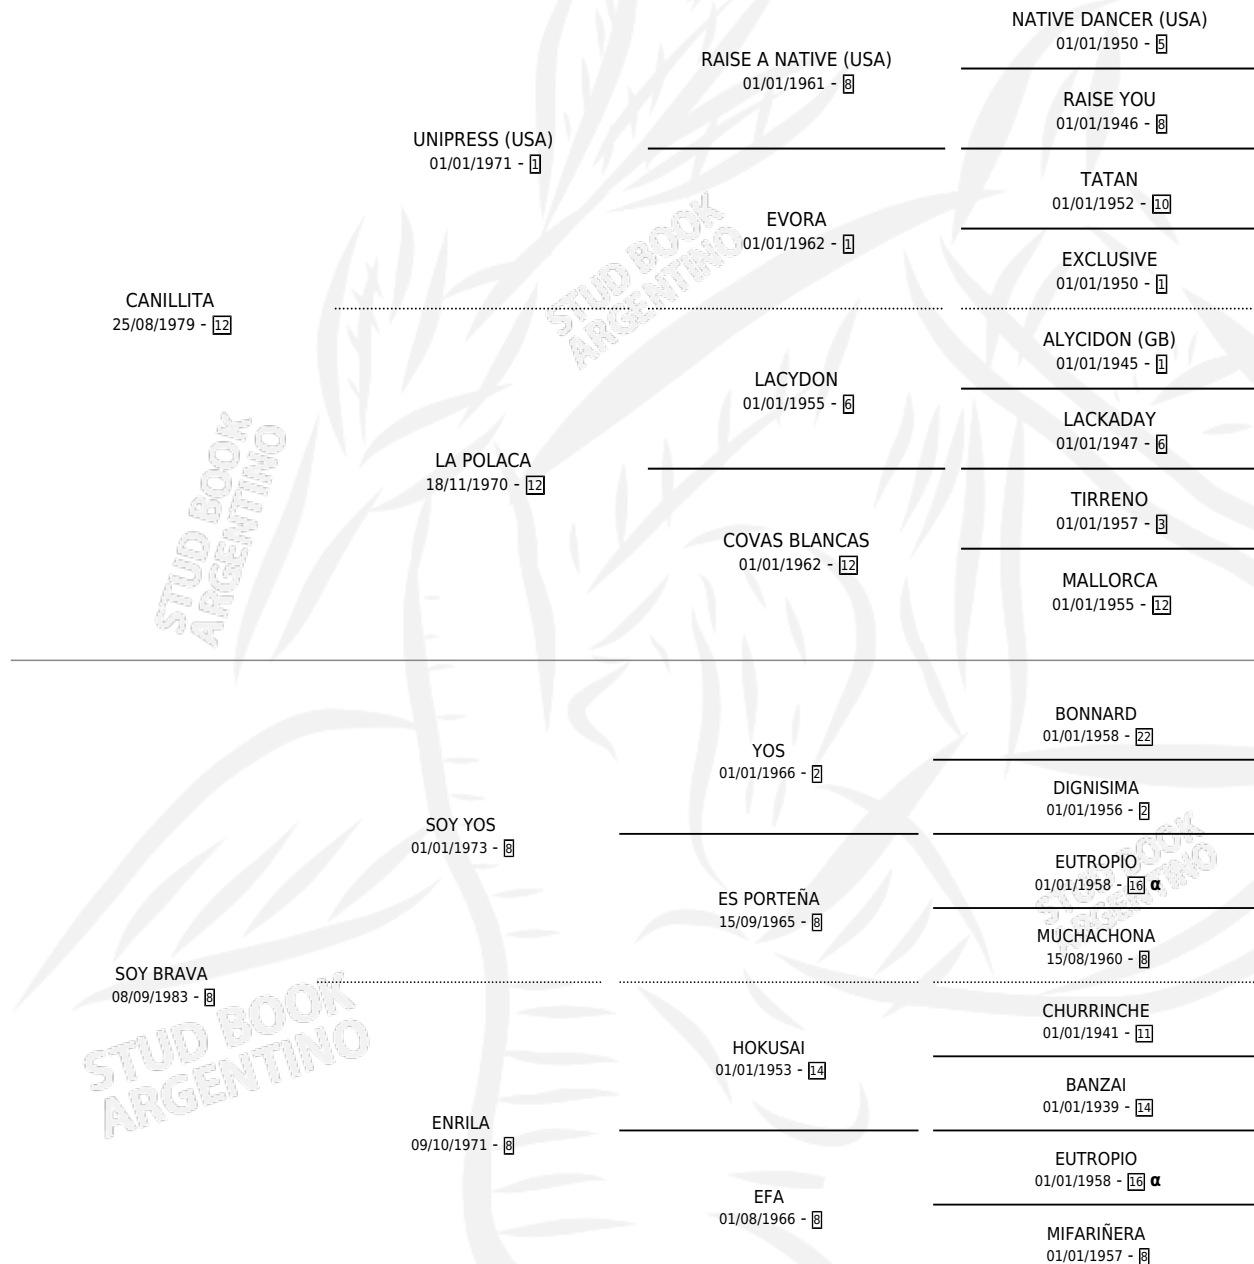 NATIVE DANCER (USA)
01/01/1950 - 5
RAISE A NATIVE (USA)
01/01/1961 - 8
RAISE YOU
01/01/1946 - 8
UNIPRESS (USA)
01/01/1971 - 1
TATAN
01/01/1952 - 10
EVORA
01/01/1962 - 1
EXCLUSIVE
01/01/1950 - 1
CANILLITA
25/08/1979 - 12
ALYCIDON (GB)
01/01/1945 - 1
LACYDON
01/01/1955 - 6
LACKADAY
01/01/1947 - 6
LA POLACA
18/11/1970 - 12
TIRRENO
01/01/1957 - 3
COVAS BLANCAS
01/01/1962 - 12
MALLORCA
01/01/1955 - 12
BONNARD
01/01/1958 - 22
YOS
01/01/1966 - 2
DIGNISIMA
01/01/1956 - 2
SOY YOS
01/01/1973 - 8
EUTROPIO
01/01/1958 - 16 α
ES PORTEÑA
15/09/1965 - 8
MUCHACHONA
15/08/1960 - 8
SOY BRAVA
08/09/1983 - 8
CHURRINCHE
01/01/1941 - 11
HOKUSAI
01/01/1953 - 14
BANZAI
01/01/1939 - 14
ENRILA
09/10/1971 - 8
EUTROPIO
01/01/1958 - 16 α
EFA
01/08/1966 - 8
MIFARIÑERA
01/01/1957 - 8
STUD BOOK
ARGENTINO
STUD BOOK
ARGENTINO
STUD BOOK
ARGENTINO
STUD BOOK
ARGENTINO